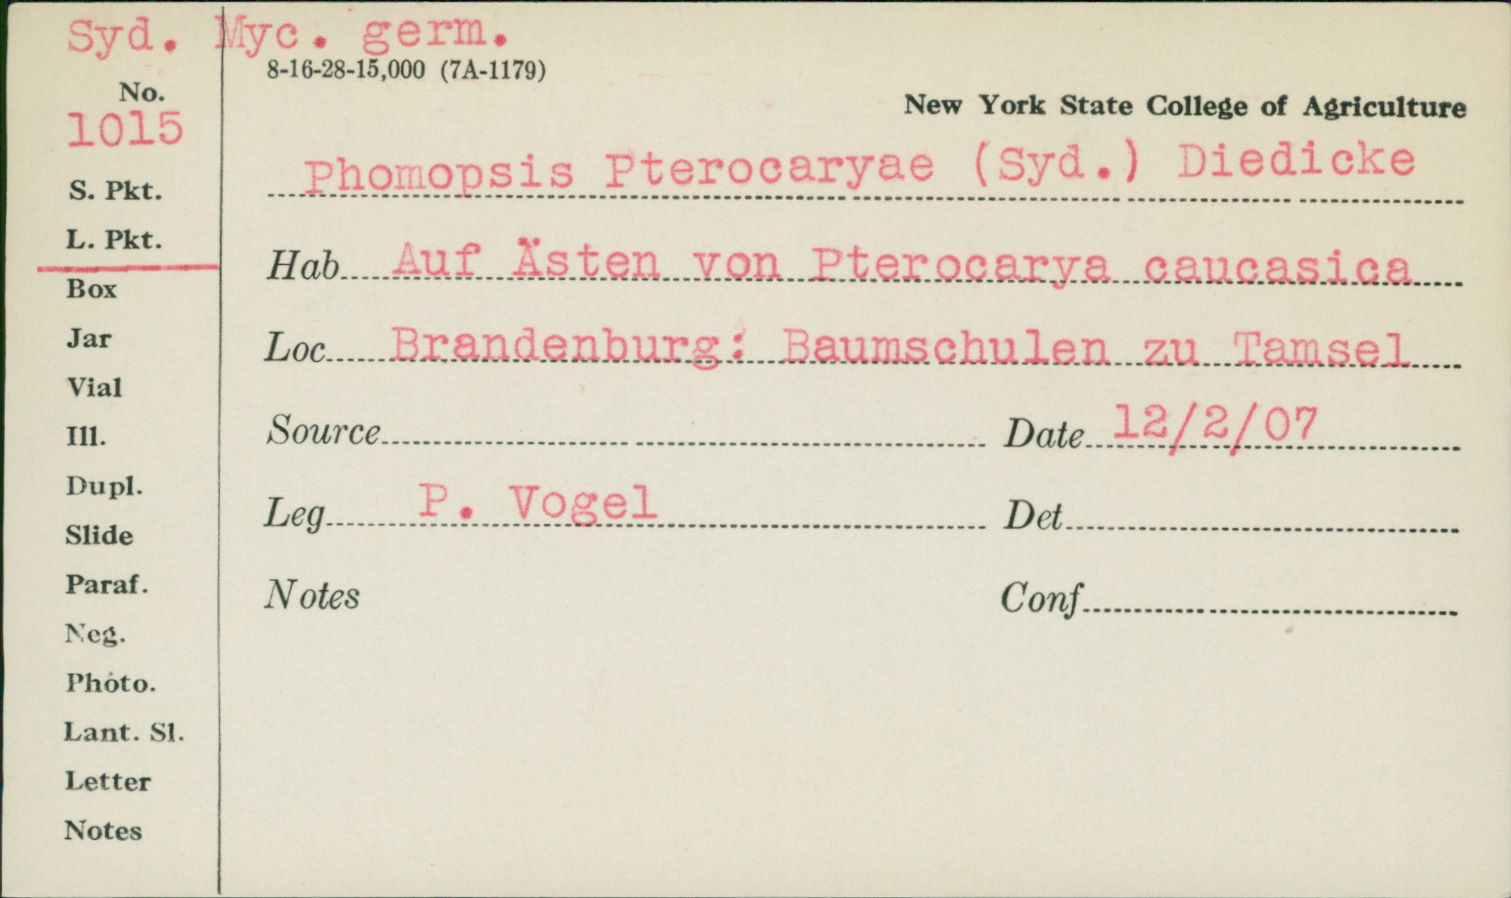 Syd. Myc. germ.
8-16-28-15,000 (7A-1179)
No.
1015
New York State College of Agriculture
Phomopsis Pterocaryae (Syd.) Diedicke
S. Pkt.
L. Pkt.
Hab Auf Ästen von Pterocarya caucasica
Box
Jar
Loc Brandenburg: Baumschulen zu Tamsel
Vial
Ill.
Source Date 12/2/07
Dupl.
Slide
Leg P. Vogel Det
Paraf.
Notes Conf
Neg.
Photo.
Lant. Sl.
Letter
Notes